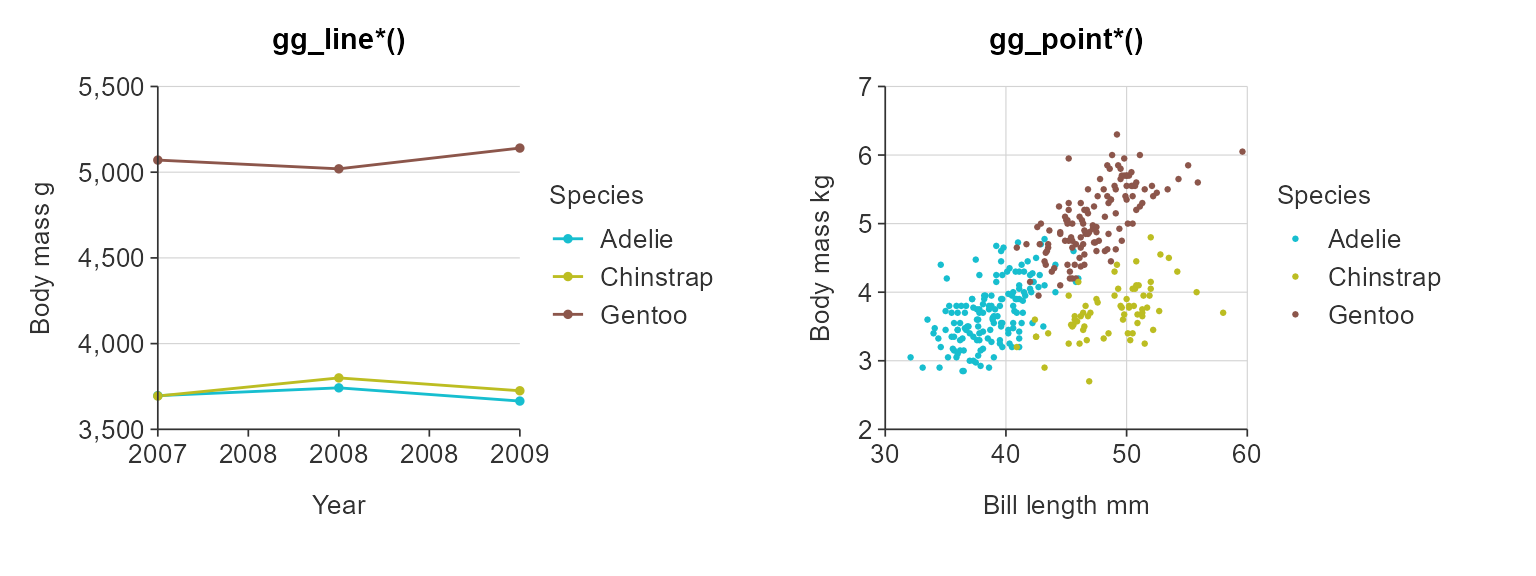 gg_line*()
5,500
5,000
4,500
4,000
3,500
Body mass g
2007 2008 2008 2008 2009
Year
Species
Adelie
Chinstrap
Gentoo
gg_point*()
7
6
5
4
3
2
Body mass kg
30 40 50 60
Bill length mm
Species
Adelie
Chinstrap
Gentoo